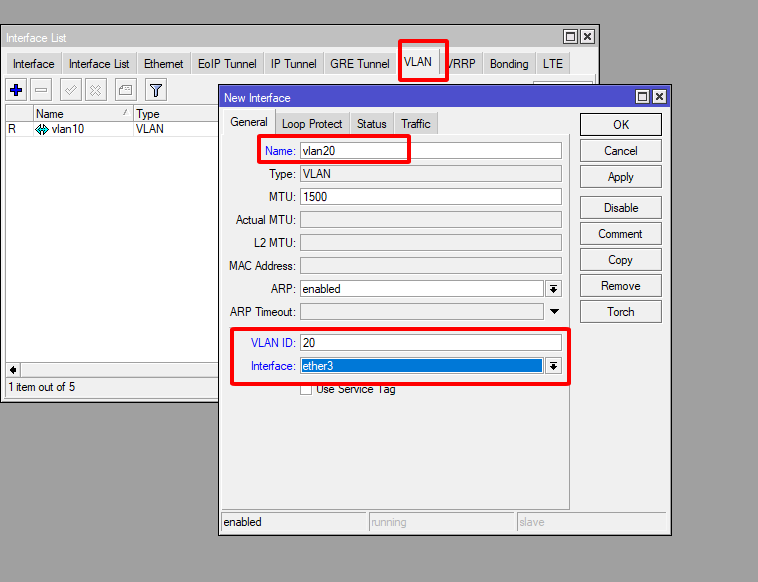 Interface List
Interface Interface List Ethernet EoIP Tunnel IP Tunnel GRE Tunnel VLAN VRRP Bonding LTE
Name Type
R vlan10 VLAN
1 item out of 5
New Interface
General Loop Protect Status Traffic
Name: vlan20
Type: VLAN
MTU: 1500
Actual MTU:
L2 MTU:
MAC Address:
ARP: enabled
ARP Timeout:
VLAN ID: 20
Interface: ether3
Use Service Tag
OK
Cancel
Apply
Disable
Comment
Copy
Remove
Torch
enabled running slave